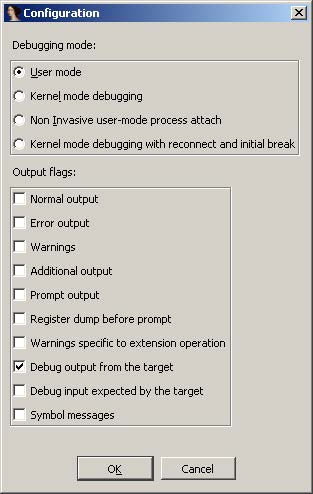 Configuration
Debugging mode:
User mode
Kernel mode debugging
Non Invasive user-mode process attach
Kernel mode debugging with reconnect and initial break
Output flags:
Normal output
Error output
Warnings
Additional output
Prompt output
Register dump before prompt
Warnings specific to extension operation
Debug output from the target
Debug input expected by the target
Symbol messages
OK Cancel